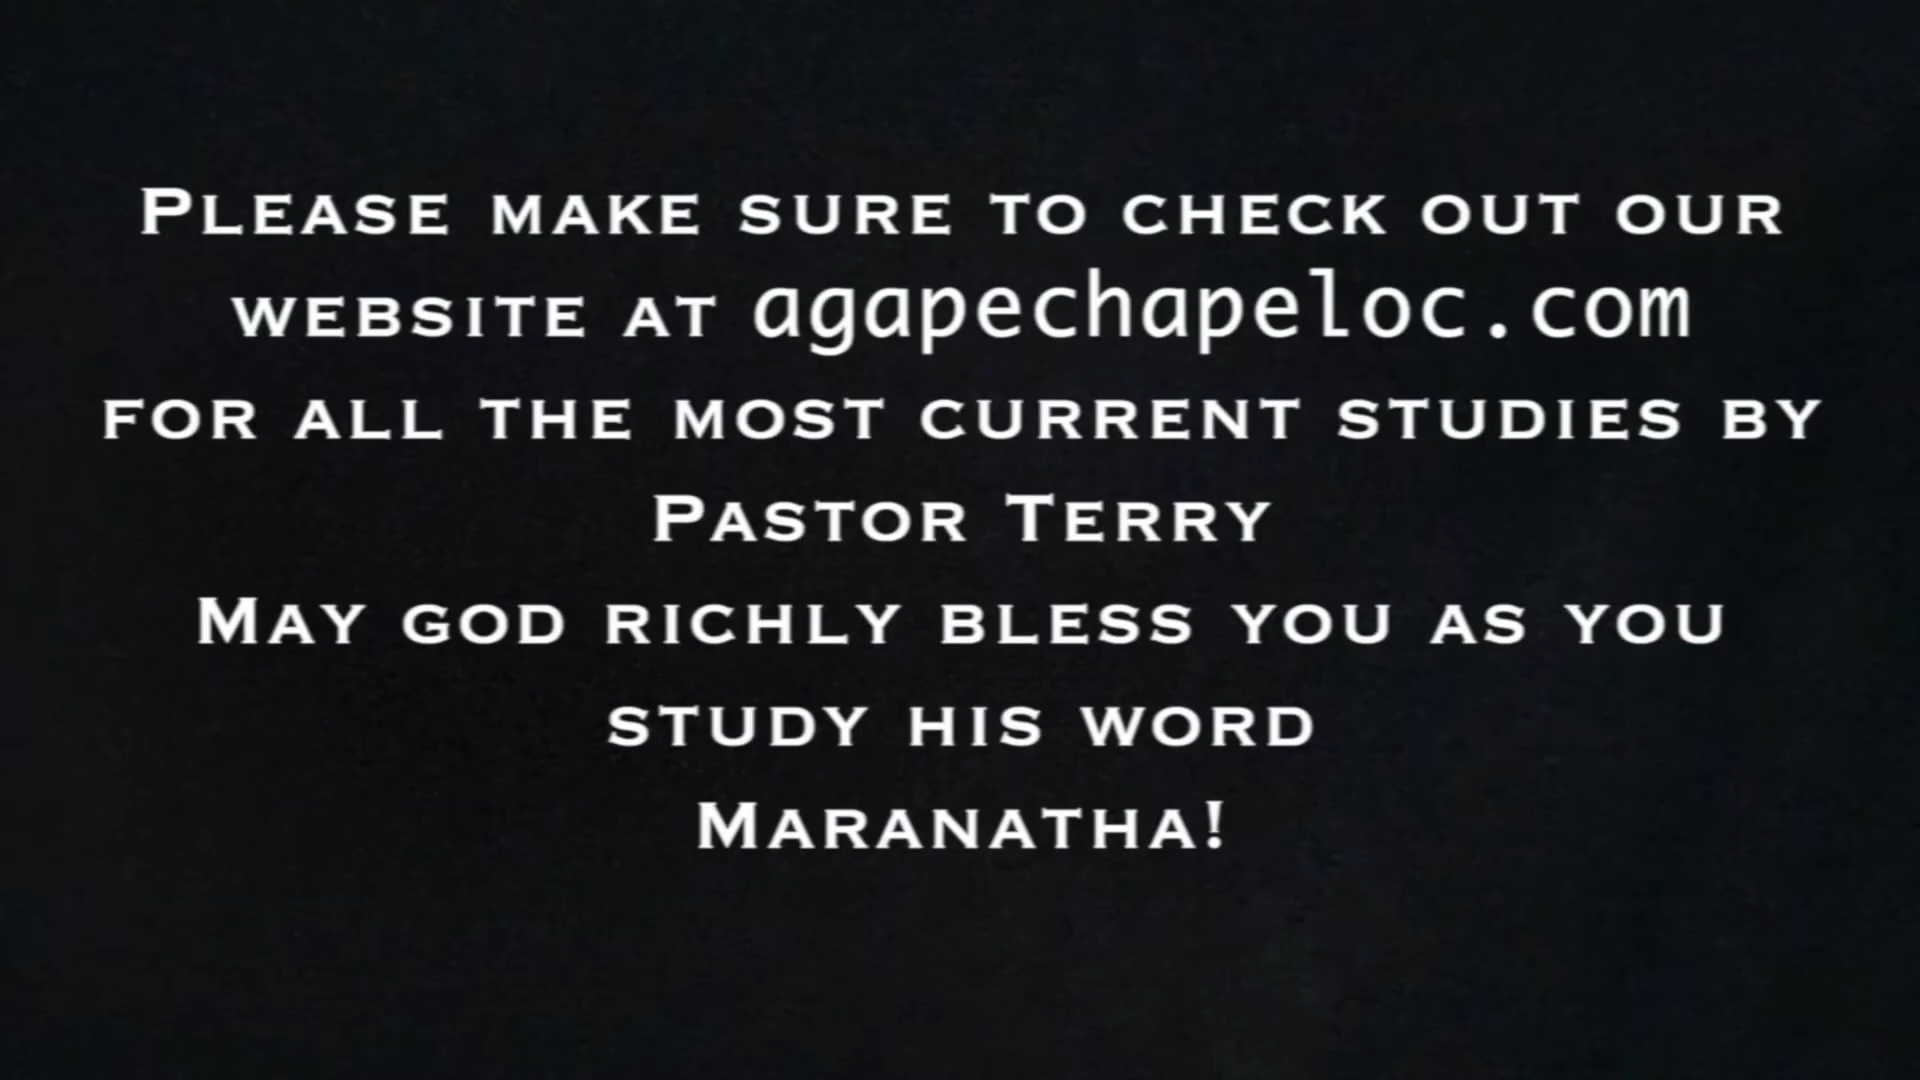 Please make sure to check out our
website at agapechapeloc.com
for all the most current studies by
Pastor Terry
May god richly bless you as you
study his word
Maranatha!